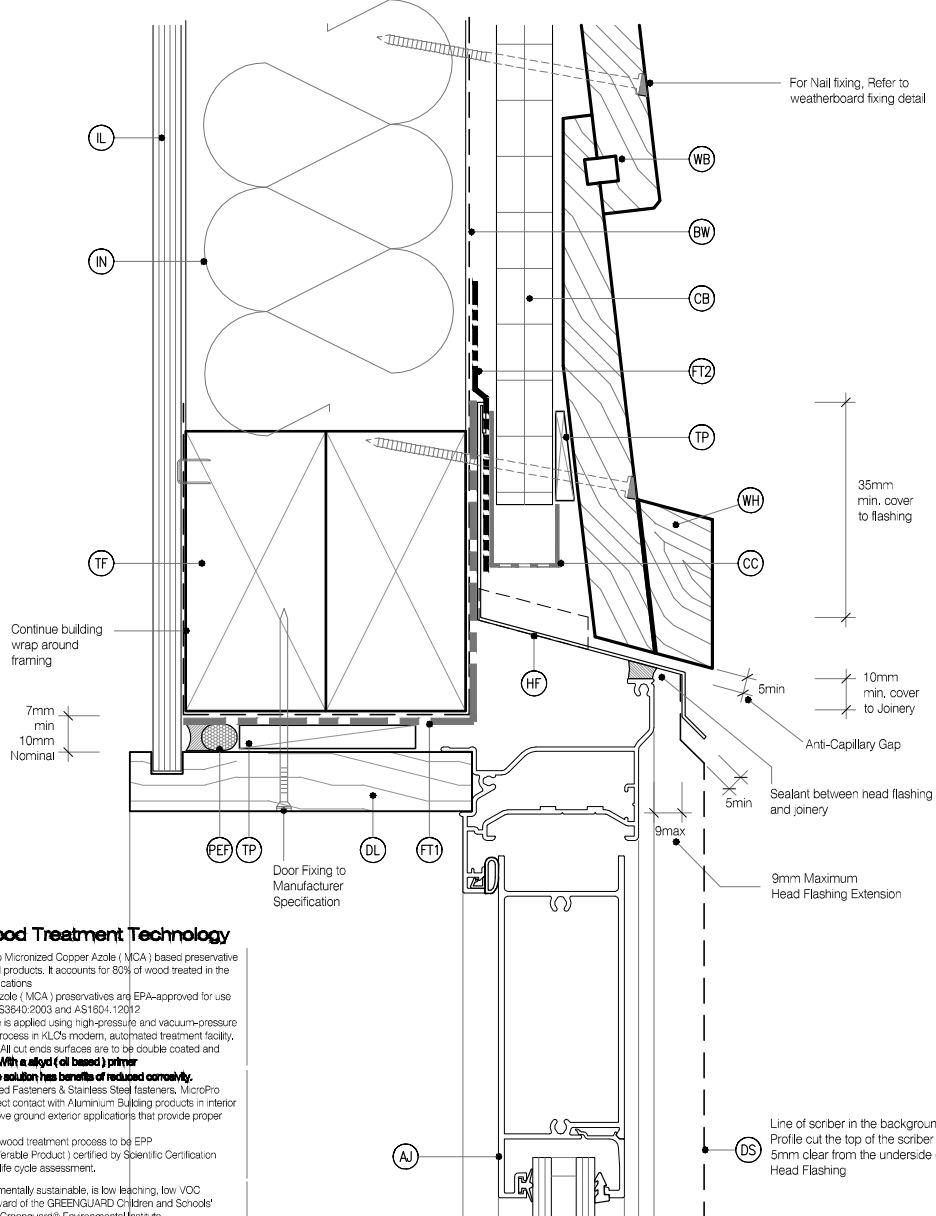 For Nail fixing, Refer to
weatherboard fixing detail
IL
WB
BW
IN
CB
FT2
TP
35mm
min. cover
to flashing
WH
TF
CC
Continue building
wrap around
framing
HF
5min
10mm
min, cover
to Joinery
7mm
min
10mm
Nominal
Anti-Capillary Gap
5min
Sealant between head flashing
and joinery
9max
PEF
TP
DL
FT1
Door Fixing to
Manufacturer
Specification
9mm Maximum
Head Flashing Extension
ood Treatment Technology
Micronized Copper Azole ( MCA ) based preservative
products. It accounts for 80% of wood treated in the
cations
zole ( MCA ) preservatives are EPA-approved for use
S3640:2003 and AS1604.12012
is applied using high-pressure and vacuum-pressure
rocess in KLC's modern, automated treatment facility.
All cut ends surfaces are to be double coated and
With a alkyd ( oil based ) primer
solution has benefits of reduced corrosivity.
ed Fasteners & Stainless Steel fasteners. MicroPro
ect contact with Aluminium Building products in interior
ve ground exterior applications that provide proper
wood treatment process to be EPP
ferable Product ) certified by Scientific Certification
life cycle assessment.
mentally sustainable, is low leaching, low VOC
ward of the GREENGUARD Children and Schools'
Greenguard® Environmental Institute
AJ
DS
Line of scriber in the background
Profile cut the top of the scriber
5mm clear from the underside
Head Flashing